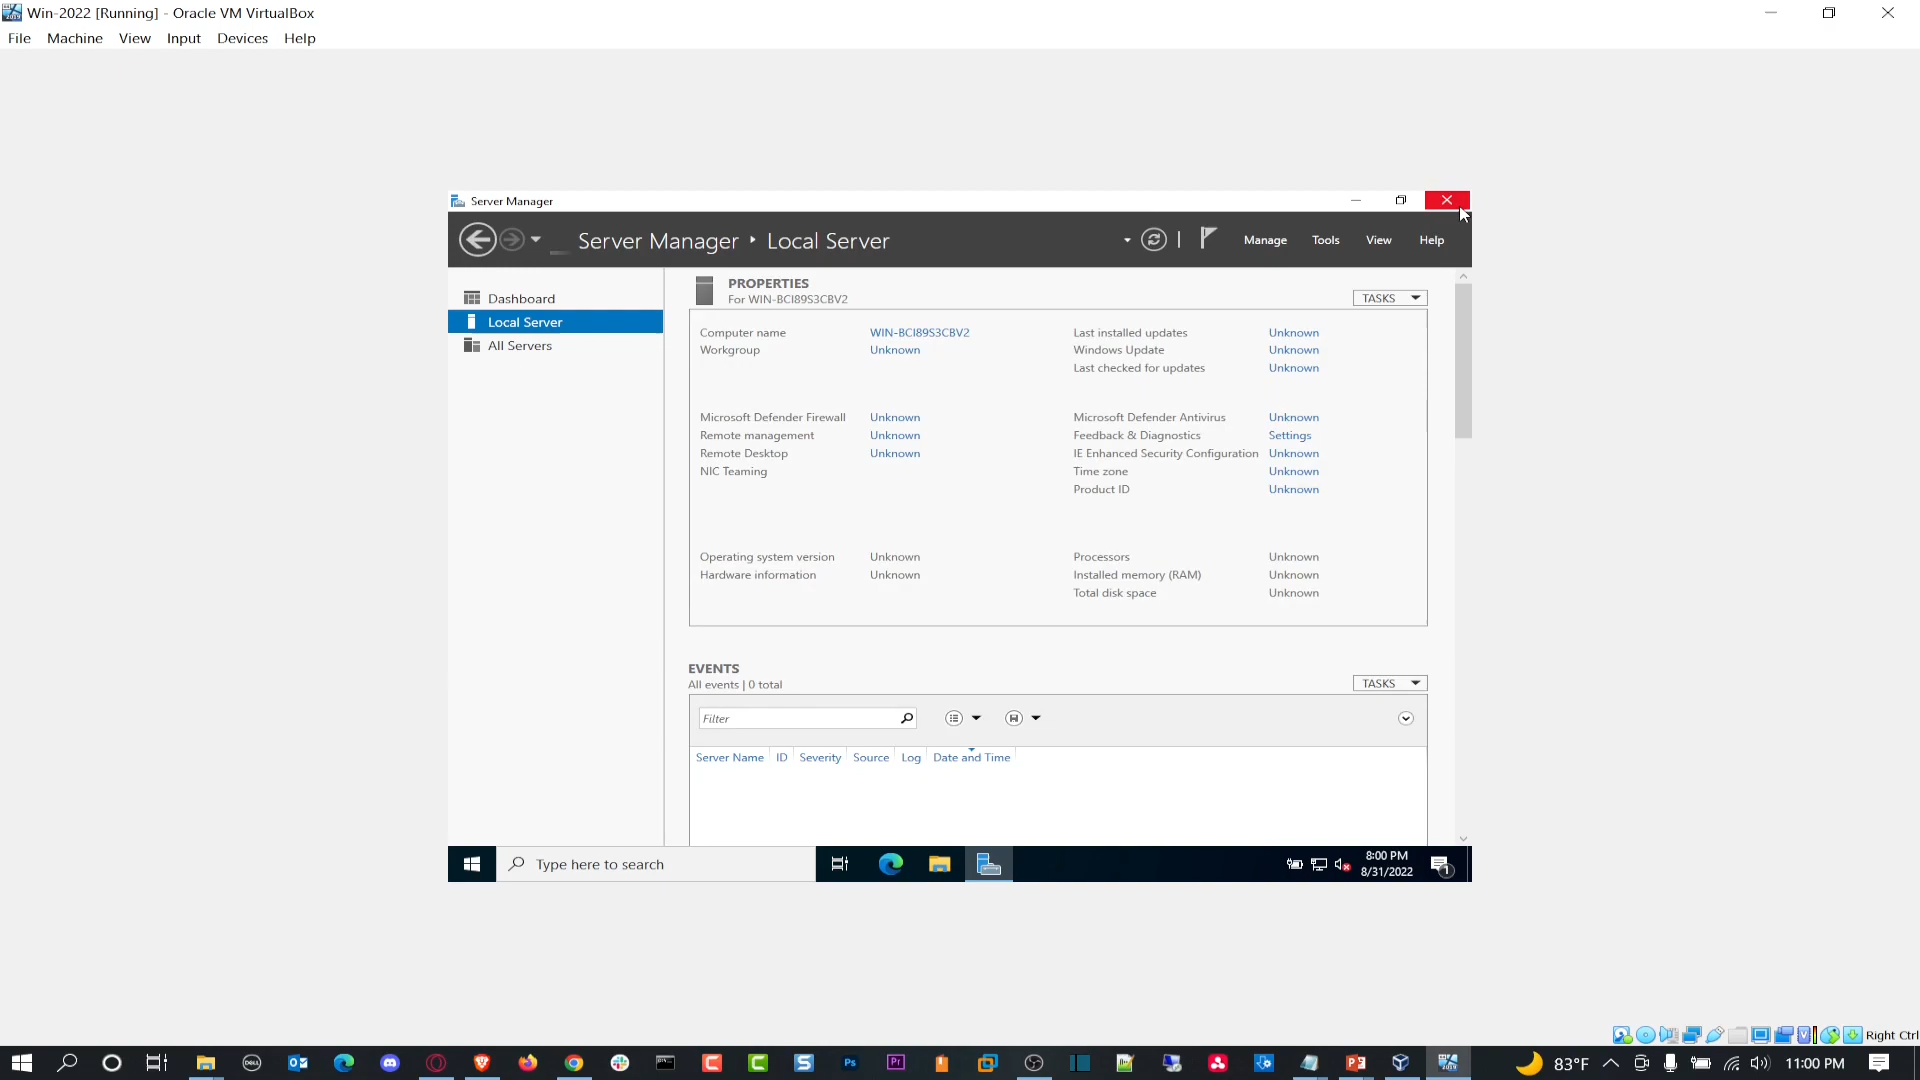 Win-2022 [Running] - Oracle VM VirtualBox
File Machine View Input Devices Help
Server Manager
Server Manager ‣ Local Server
Manage Tools View Help
Dashboard
Local Server
All Servers
PROPERTIES
For WIN-BCI89S3CBV2
TASKS
Computer name WIN-BCI89S3CBV2 Last installed updates Unknown
Workgroup Unknown Windows Update Unknown
Last checked for updates Unknown
Microsoft Defender Firewall Unknown Microsoft Defender Antivirus Unknown
Remote management Unknown Feedback & Diagnostics Settings
Remote Desktop Unknown IE Enhanced Security Configuration Unknown
NIC Teaming Time zone Unknown
Product ID Unknown
Operating system version Unknown Processors Unknown
Hardware information Unknown Installed memory (RAM) Unknown
Total disk space Unknown
EVENTS
All events | 0 total
TASKS
Filter
Server Name ID Severity Source Log Date and Time
Type here to search
8:00 PM
8/31/2022
1
Right Ctrl
83°F 11:00 PM